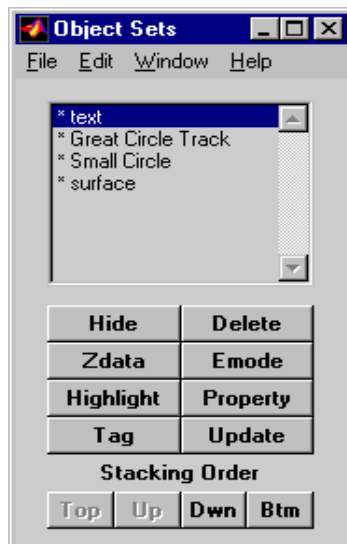 Object Sets
File Edit Window Help
* text
* Great Circle Track
* Small Circle
* surface
Hide Delete
Zdata Emode
Highlight Property
Tag Update
Stacking Order
Top Up Dwn Btm